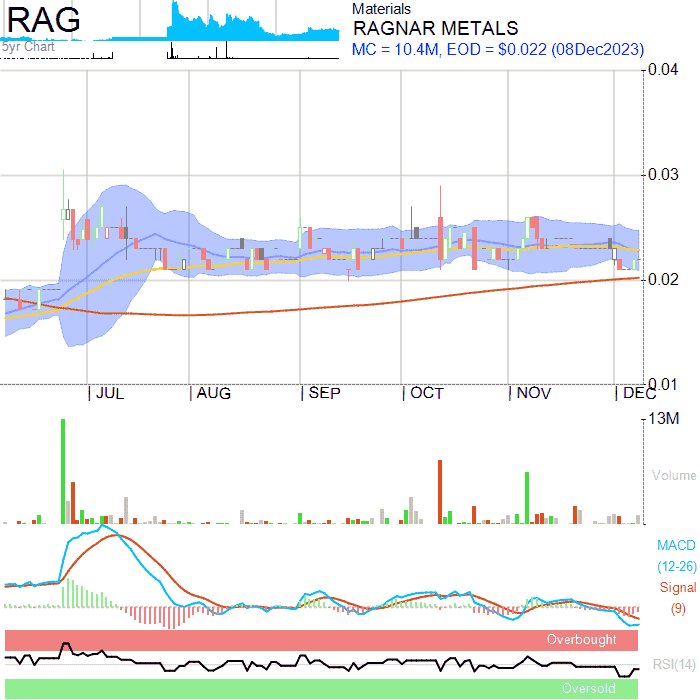 RAG
5yr Chart
Materials
RAGNAR METALS
MC = 10.4M, EOD = $0.022 (08Dec2023)
0.04
0.03
0.02
0.01
JUL AUG SEP OCT NOV DEC
13M
Volume
MACD
(12-26)
Signal
(9)
Overbought
RSI(14)
Oversold